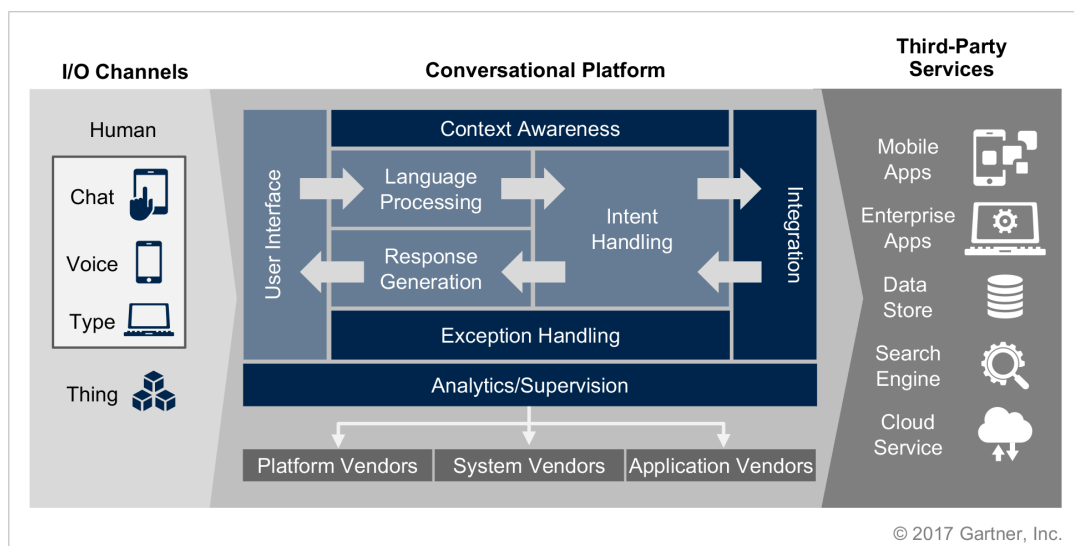 I/O Channels
Conversational Platform
Third-Party
Services
Human
Chat
Voice
Type
Thing
User Interface
Context Awareness
Language
Processing
Intent
Handling
Response
Generation
Exception Handling
Integration
Analytics/Supervision
Platform Vendors
System Vendors
Application Vendors
Mobile
Apps
Enterprise
Apps
Data
Store
Search
Engine
Cloud
Service
© 2017 Gartner, Inc.